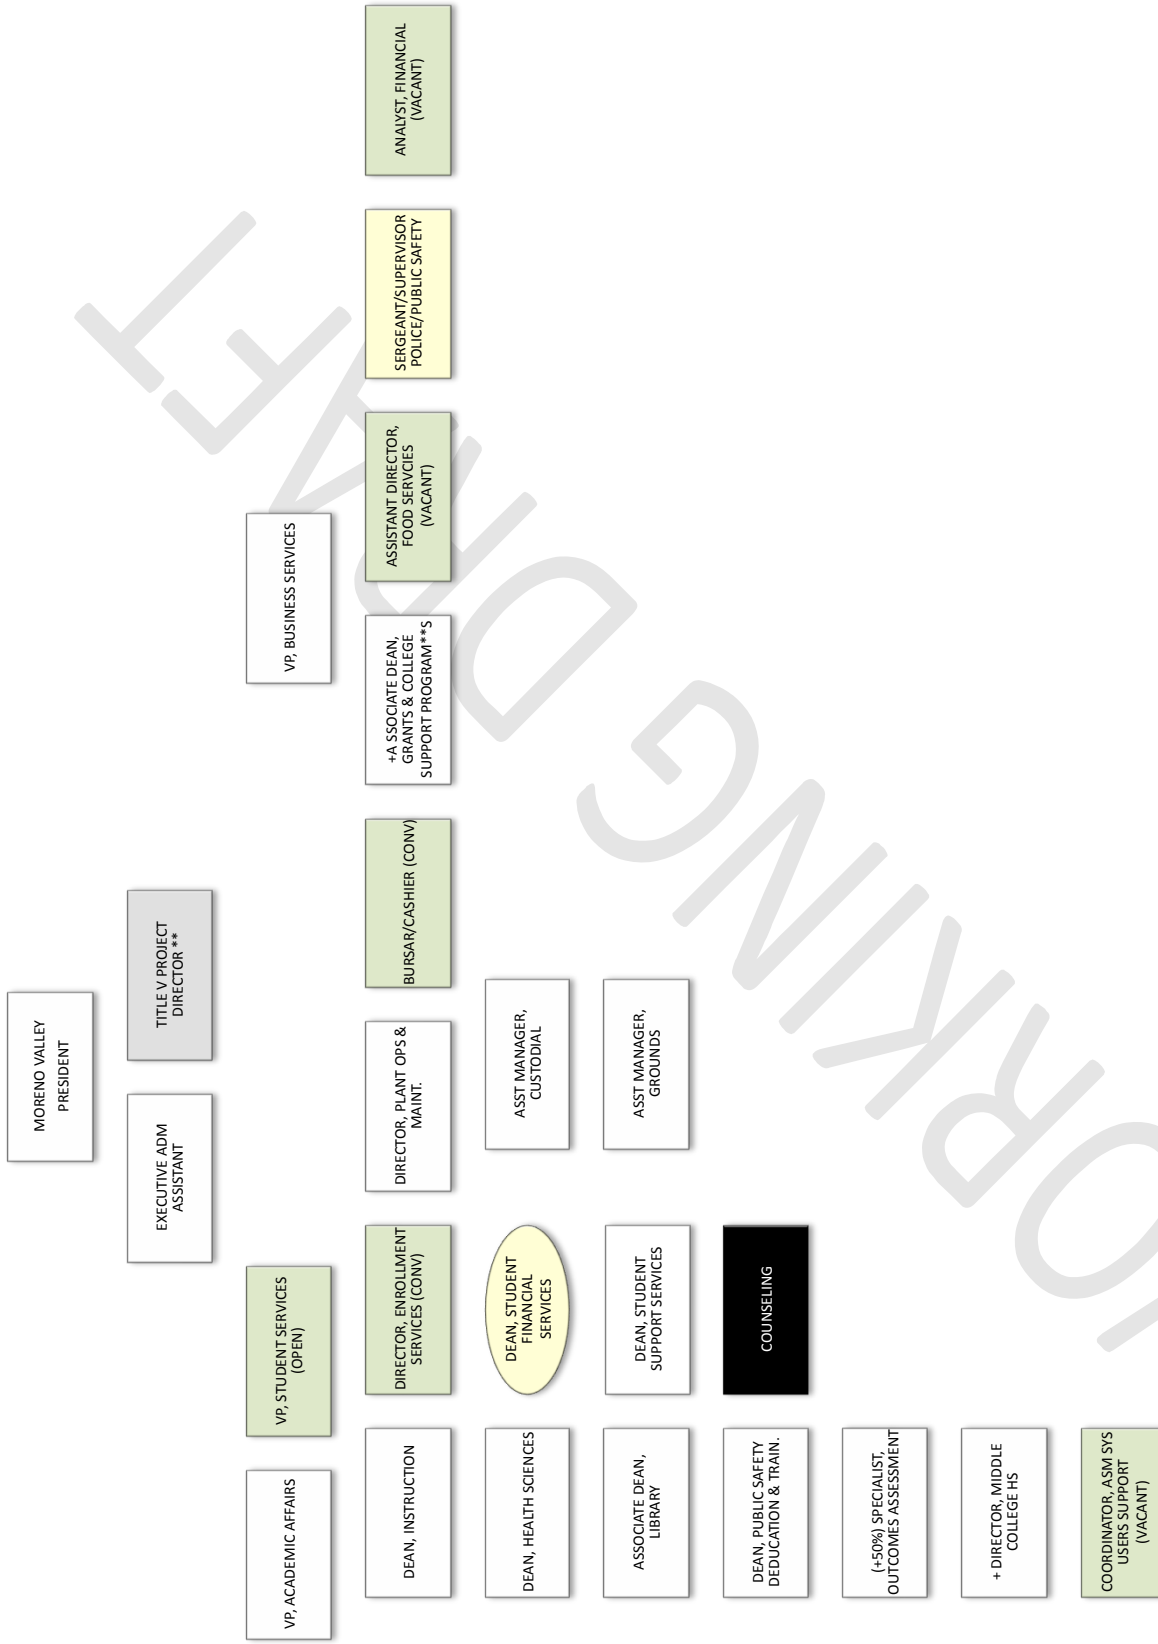 MORENO VALLEY
PRESIDENT
EXECUTIVE ADM
ASSISTANT
TITLE V PROJECT
DIRECTOR **
VP, ACADEMIC AFFAIRS
VP, STUDENT SERVICES
(OPEN)
VP, BUSINESS SERVICES
DEAN, INSTRUCTION
DIRECTOR, ENROLLMENT
SERVICES (CONV)
DIRECTOR, PLANT OPS &
MAINT.
BURSAR/CASHIER (CONV)
+A SSOCIATE DEAN,
GRANTS & COLLEGE
SUPPORT PROGRAM**S
ASSISTANT DIRECTOR,
FOOD SERVCIES
(VACANT)
SERGEANT/SUPERVISOR
POLICE/PUBLIC SAFETY
ANALYST, FINANCIAL
(VACANT)
DEAN, HEALTH SCIENCES
DEAN, STUDENT
FINANCIAL
SERVICES
ASST MANAGER,
CUSTODIAL
ASSOCIATE DEAN,
LIBRARY
DEAN, STUDENT
SUPPORT SERVICES
ASST MANAGER,
GROUNDS
DEAN, PUBLIC SAFETY
DEDUCATION & TRAIN.
COUNSELING
(+50%) SPECIALIST,
OUTCOMES ASSESSMENT
+ DIRECTOR, MIDDLE
COLLEGE HS
COORDINATOR, ASM SYS
USERS SUPPORT
(VACANT)
ORKING DRAFT